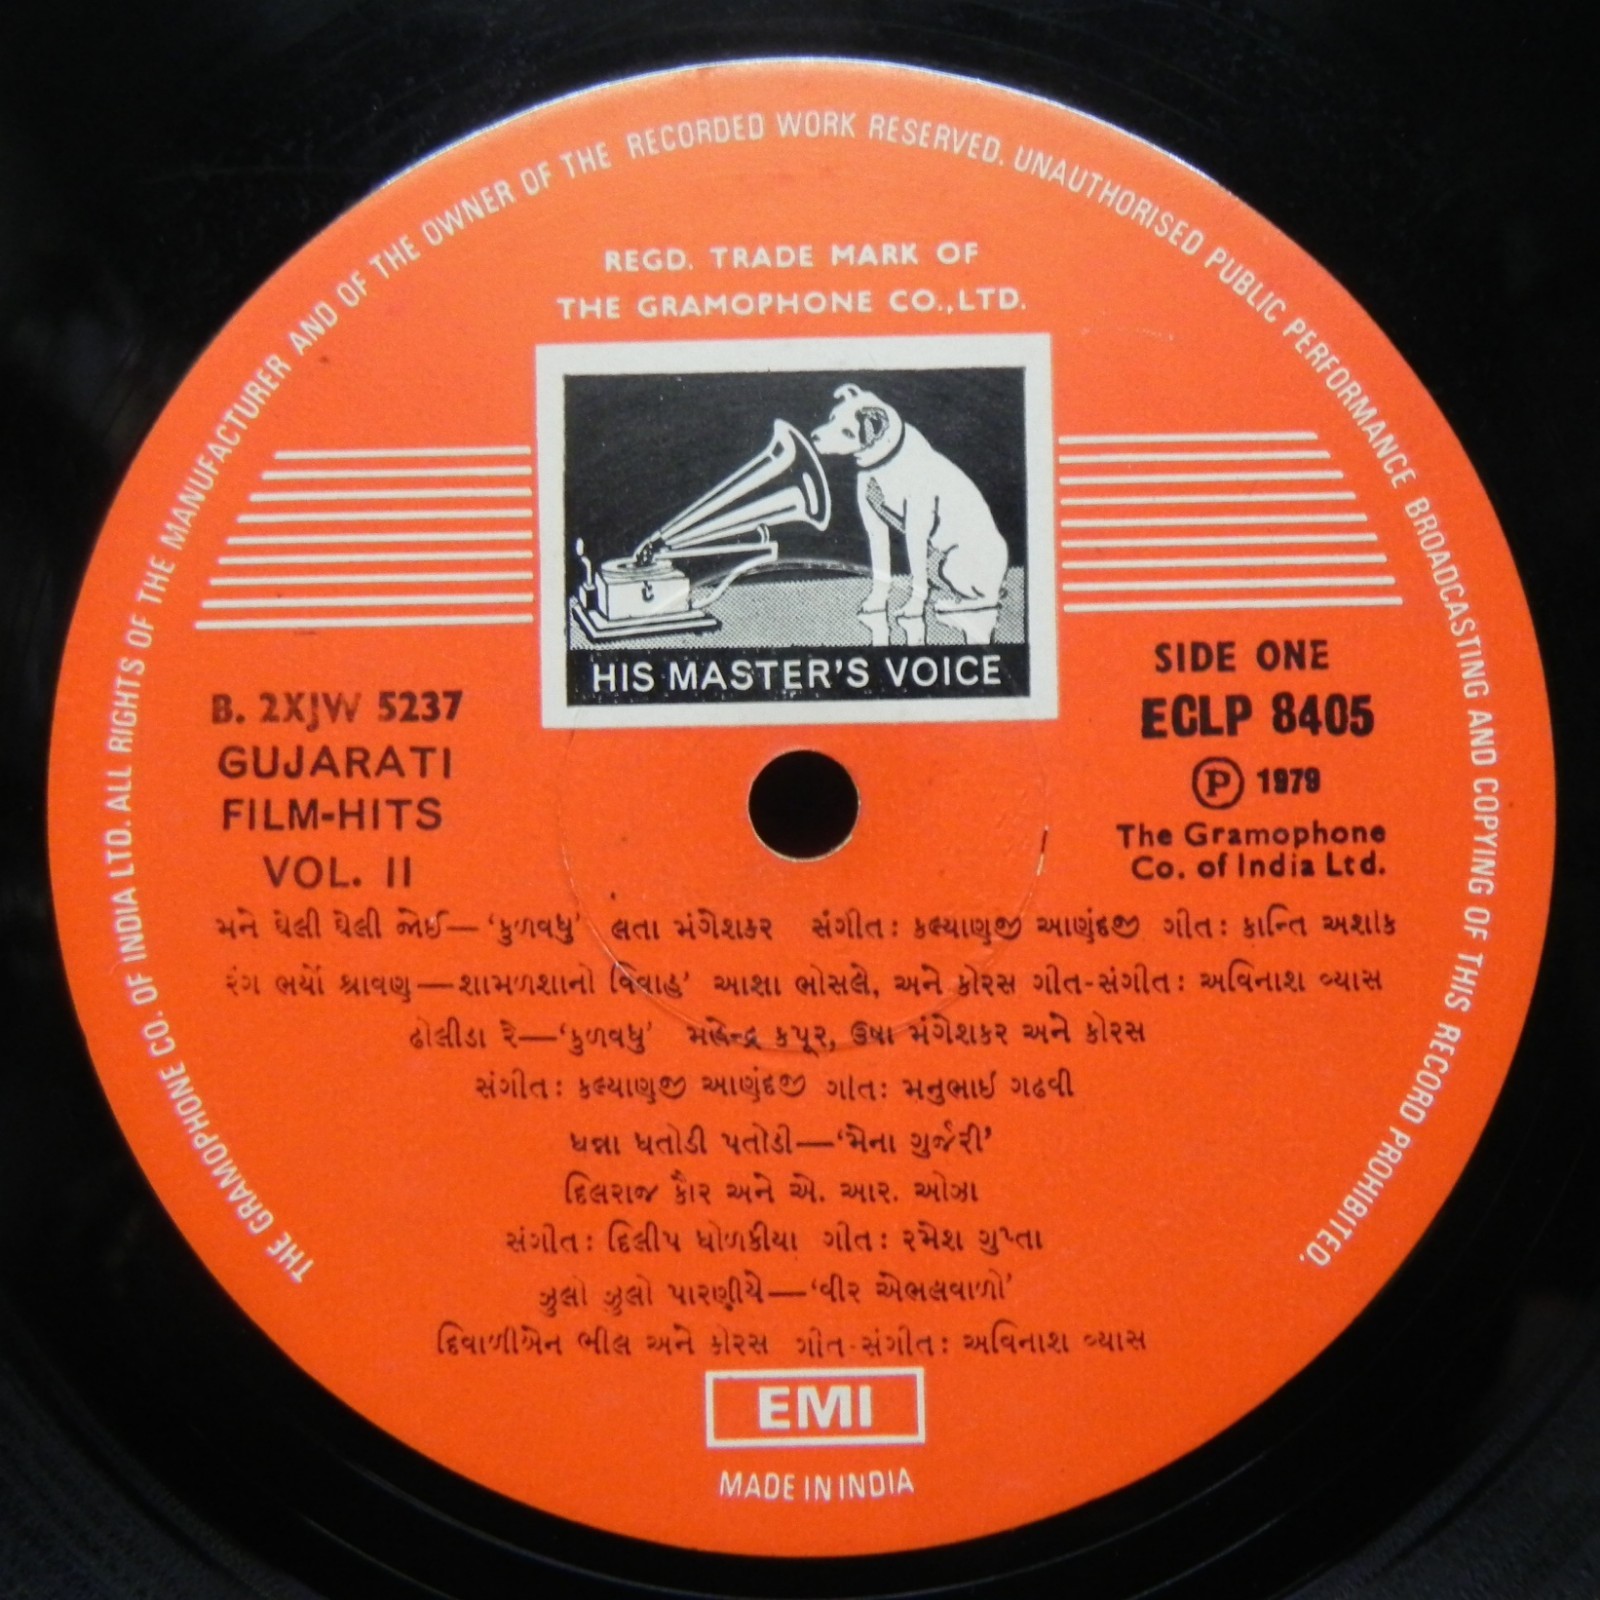 THE GRAMOPHONE CO. OF INDIA LTD. ALL RIGHTS OF THE MANUFACTURER AND OF THE OWNER OF THE RECORDED WORK RESERVED. UNAUTHORISED PUBLIC PERFORMANCE BROADCASTING AND COPYING OF THIS RECORD PROHIBITED.
REGD. TRADE MARK OF
THE GRAMOPHONE CO., LTD.
HIS MASTER'S VOICE
B. 2XJW 5237
GUJARATI
FILM-HITS
VOL. II
SIDE ONE
ECLP 8405
Ⓟ 1979
The Gramophone
Co. of India Ltd.
મને ઘેલી ઘેલી જોઈ—'કુળવધુ' લતા મંગેશકર સંગીત: કલ્યાણજી આણંદજી ગીત: કાન્તિ અશોક
રંગ ભર્યો શ્રાવણ—શામળશાનો વિવાહ' આશા ભોસલે, અને કોરસ ગીત-સંગીત: અવિનાશ વ્યાસ
ઢોલીડા રે—'કુળવધુ' મહેન્દ્ર કપૂર, ઉષા મંગેશકર અને કોરસ
સંગીત: કલ્યાણજી આણંદજી ગીત: મનુભાઈ ગઢવી
ધન્ના ધતોડી પતોડી—'મેના ગુર્જરી'
દિલરાજ કૌર અને એ. આર. ઓઝા
સંગીત: દિલીપ ધોળકીયા ગીત: રમેશ ગુપ્તા
ઝુલો ઝુલો પારણીયે—'વીર એભલવાળો'
દિવાળીબેન ભીલ અને કોરસ ગીત-સંગીત: અવિનાશ વ્યાસ
EMI
MADE IN INDIA